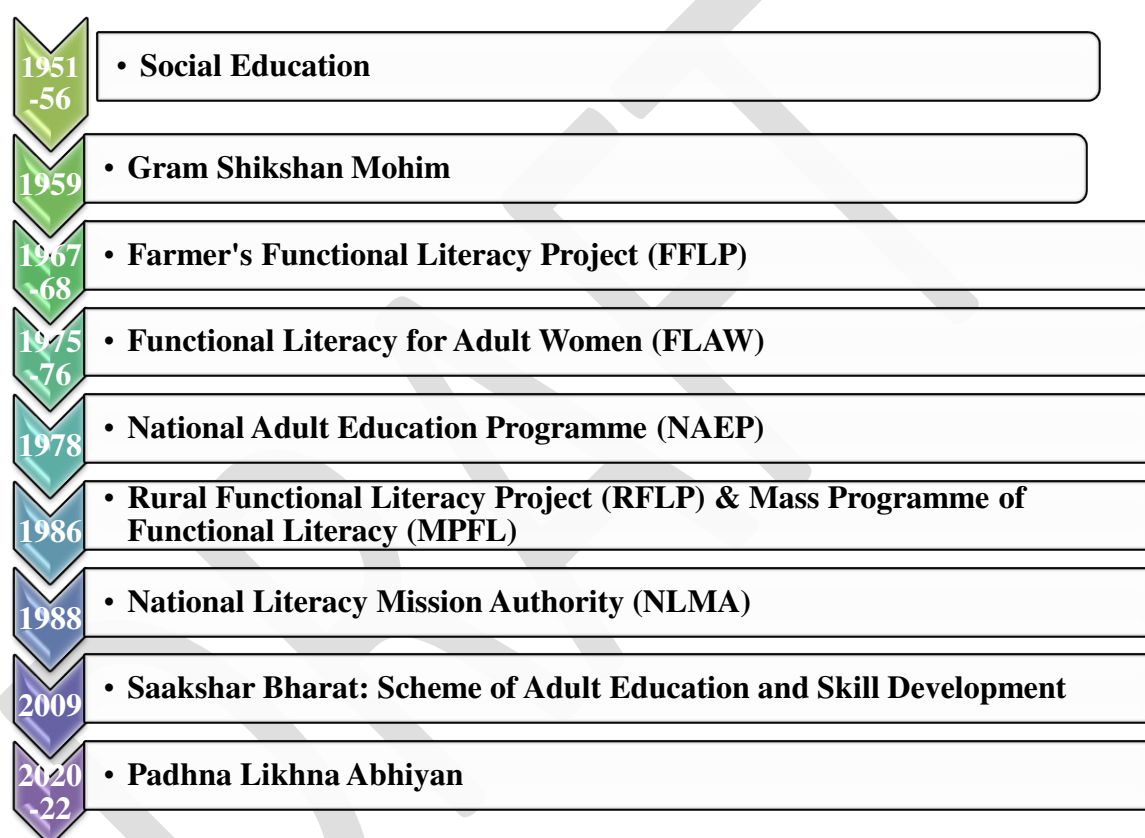 1951
-56
• Social Education
1959
• Gram Shikshan Mohim
1967
-68
• Farmer's Functional Literacy Project (FFLP)
1975
-76
• Functional Literacy for Adult Women (FLAW)
1978
• National Adult Education Programme (NAEP)
1986
• Rural Functional Literacy Project (RFLP) & Mass Programme of
Functional Literacy (MPFL)
1988
• National Literacy Mission Authority (NLMA)
2009
• Saakshar Bharat: Scheme of Adult Education and Skill Development
2020
-22
• Padhna Likhna Abhiyan
DRAFT